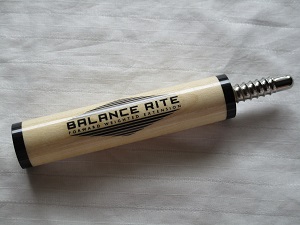 BALANCE RITE
FORWARD WEIGHTED EXTENSION